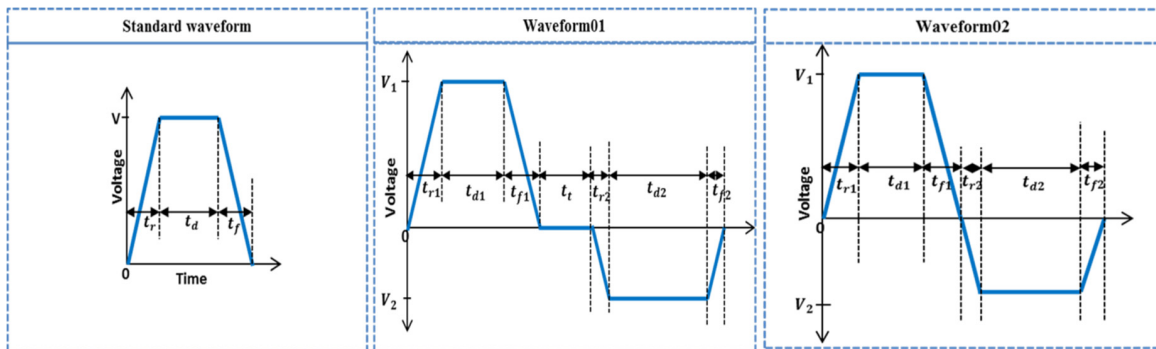 Standard waveform
V
Voltage
t_r t_d t_f
0
Time
Waveform01
V_1
Voltage
t_r1 t_d1 t_f1 t_t t_r2 t_d2 t_f2
0
V_2
Waveform02
V_1
Voltage
t_r1 t_d1 t_f1 t_r2 t_d2 t_f2
0
V_2